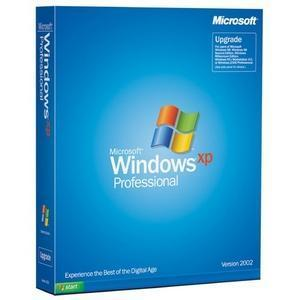 Microsoft
Upgrade
Microsoft
Windows xp
Professional
Version 2002
Experience the Best of the Digital Age
start
Windows xp
Professional
Microsoft
Upgrade